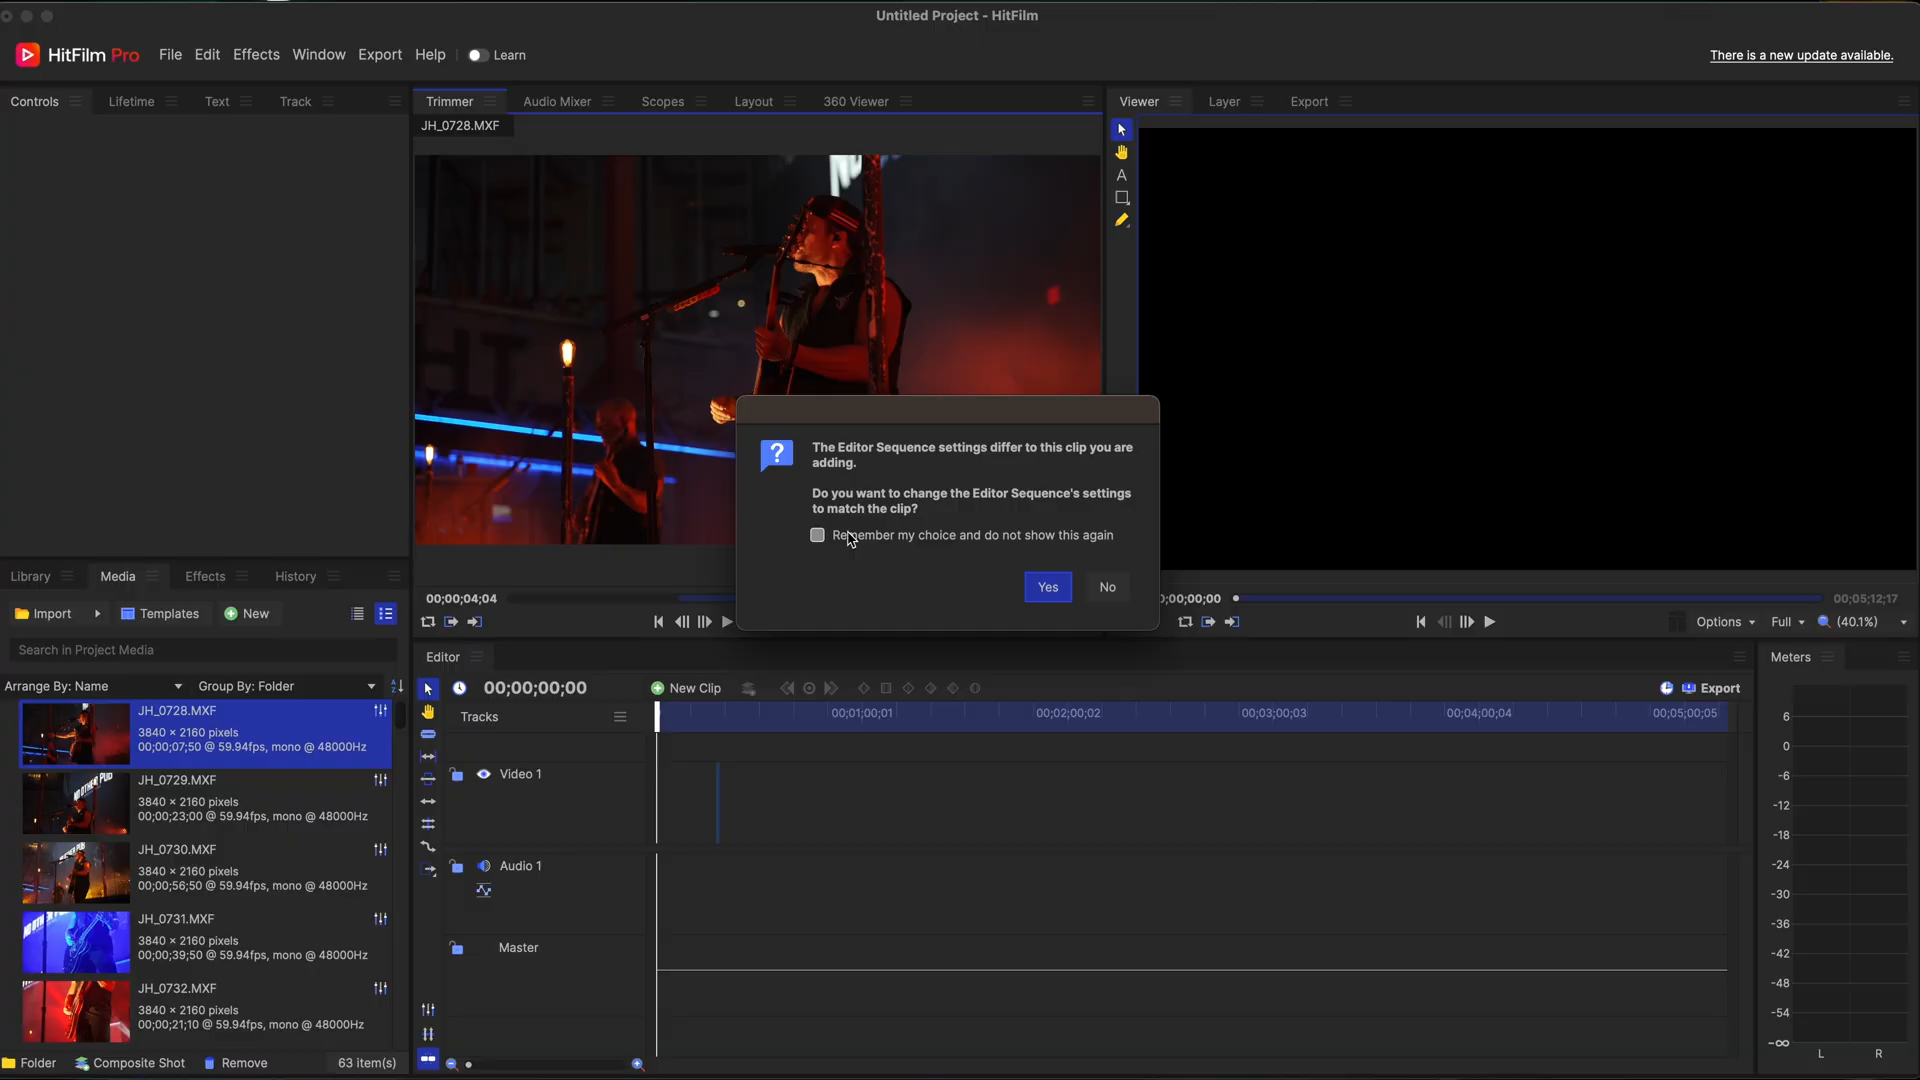 Untitled Project - HitFilm
HitFilm Pro File Edit Effects Window Export Help Learn
There is a new update available.
Controls Lifetime Text Track
Trimmer Audio Mixer Scopes Layout 360 Viewer
Viewer Layer Export
JH_0728.MXF
A
The Editor Sequence settings differ to this clip you are
adding.
Do you want to change the Editor Sequence's settings
to match the clip?
Remember my choice and do not show this again
Yes No
00;00;04;04
00;00;00
00;05;12;17
Options Full (40.1%)
Library Media Effects History
Import Templates New
Search in Project Media
Arrange By: Name Group By: Folder
JH_0728.MXF
3840 × 2160 pixels
00;00;07;50 @ 59.94fps, mono @ 48000Hz
JH_0729.MXF
3840 × 2160 pixels
00;00;23;00 @ 59.94fps, mono @ 48000Hz
JH_0730.MXF
3840 × 2160 pixels
00;00;56;50 @ 59.94fps, mono @ 48000Hz
JH_0731.MXF
3840 × 2160 pixels
00;00;39;50 @ 59.94fps, mono @ 48000Hz
JH_0732.MXF
3840 × 2160 pixels
00;00;21;10 @ 59.94fps, mono @ 48000Hz
Folder Composite Shot Remove 63 item(s)
Editor
00;00;00;00 New Clip Export
Tracks
00;01;00;01 00;02;00;02 00;03;00;03 00;04;00;04 00;05;00;05
Video 1
Audio 1
Master
Meters
6
0
-6
-12
-18
-24
-30
-36
-42
-48
-54
-∞
L R